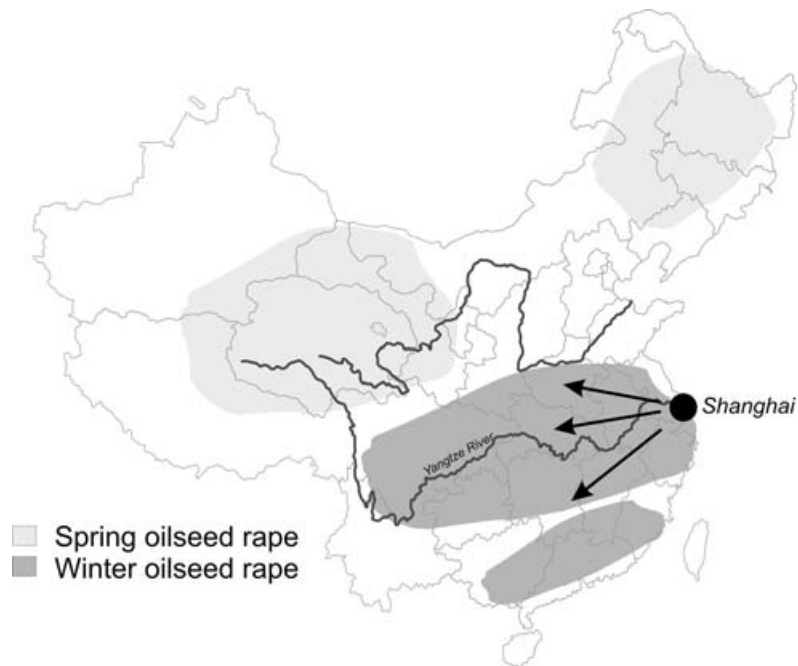 Shanghai
Yangtze River
Spring oilseed rape
Winter oilseed rape